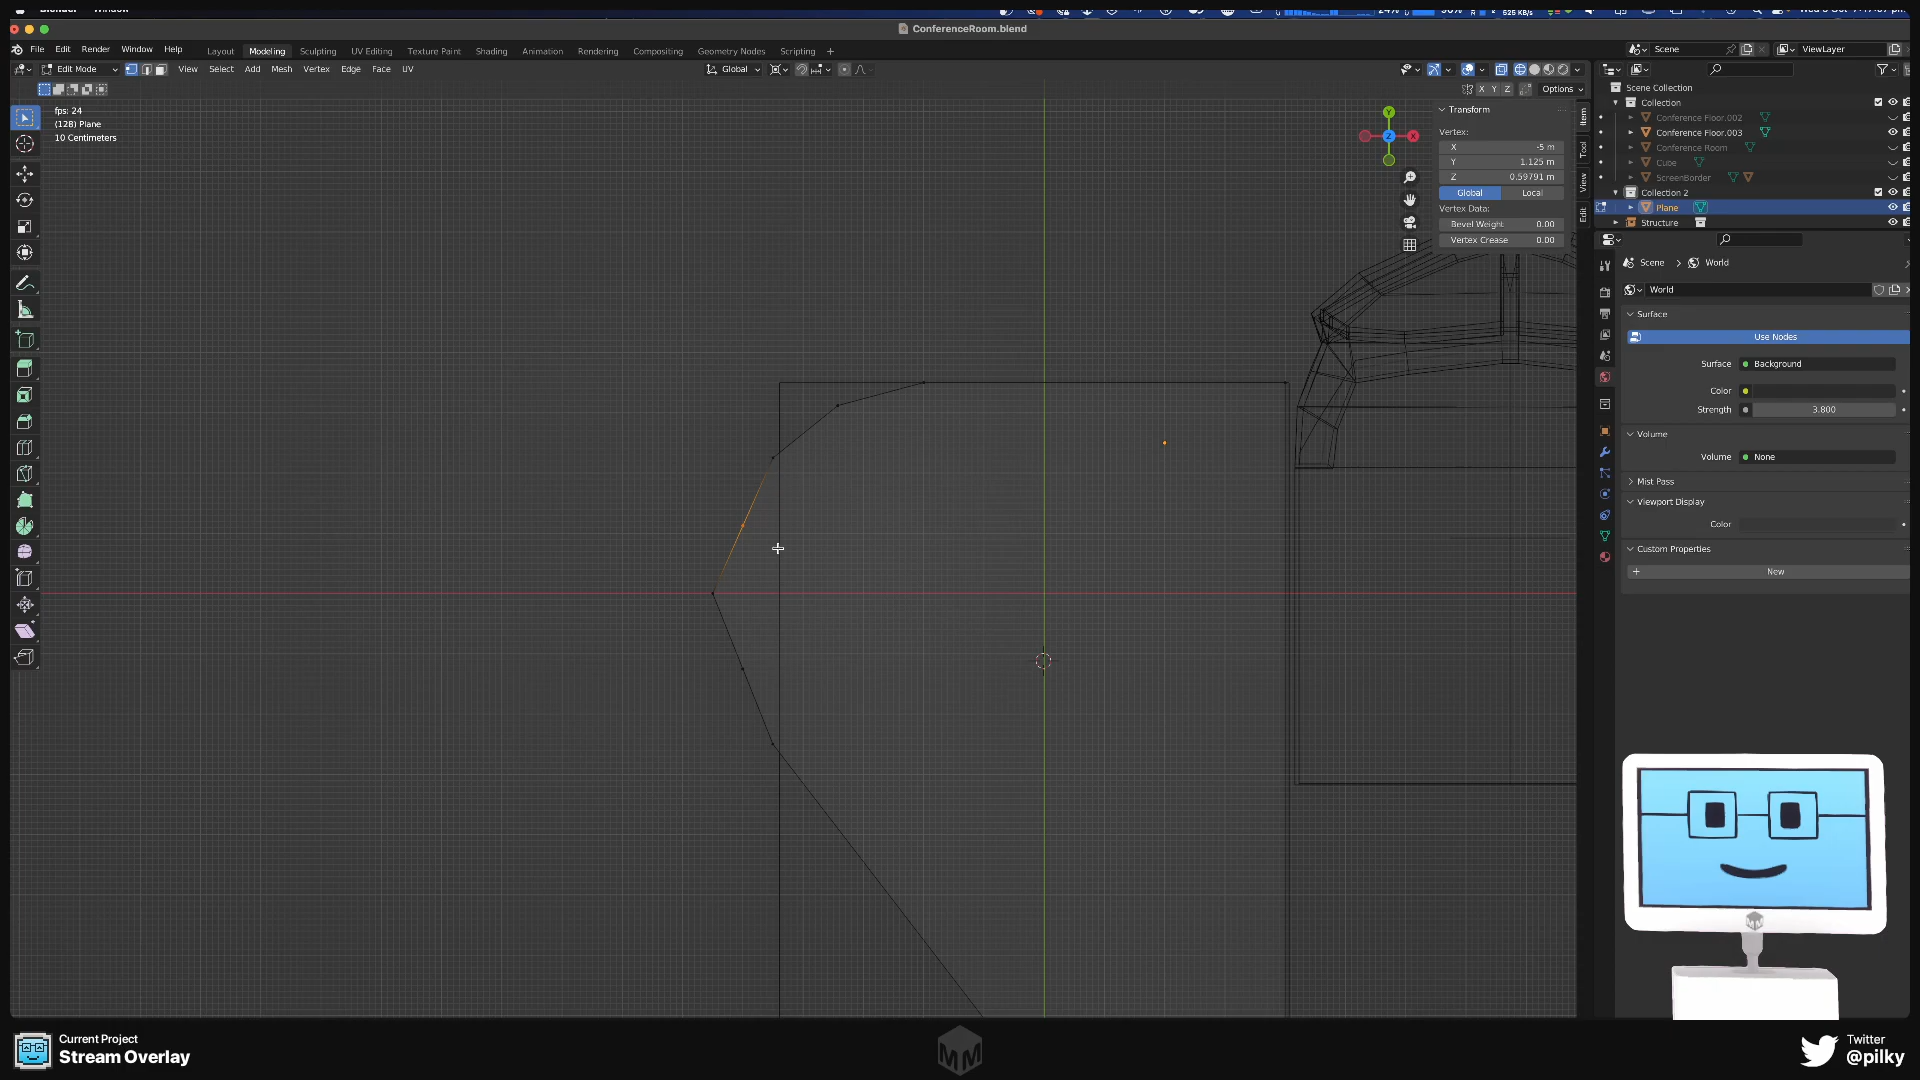 ConferenceRoom.blend
File Edit Render Window Help
Layout Modeling Sculpting UV Editing Texture Paint Shading Animation Rendering Compositing Geometry Nodes Scripting +
Scene
ViewLayer
Edit Mode
View Select Add Mesh Vertex Edge Face UV
Global
X Y Z
Options
fps: 24
(128) Plane
10 Centimeters
Y
X
Z
Transform
Vertex:
X -5 m
Y 1.125 m
Z 0.59791 m
Global Local
Vertex Data:
Bevel Weight 0.00
Vertex Crease 0.00
Item
Tool
View
Edit
Scene Collection
Collection
Conference Floor.002
Conference Floor.003
Conference Room
Cube
ScreenBorder
Collection 2
Plane
Structure
Scene > World
World
Surface
Use Nodes
Surface Background
Color
Strength 3.800
Volume
Volume None
Mist Pass
Viewport Display
Color
Custom Properties
+ New
Current Project
Stream Overlay
MM
Twitter
@pilky